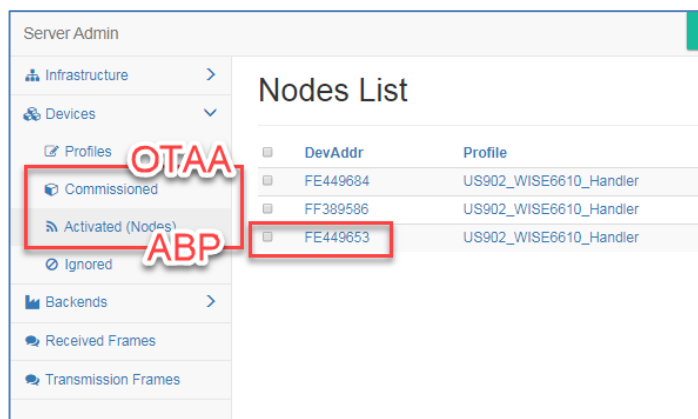 Server Admin
Infrastructure
Devices
Profiles
OTAA
Commissioned
Activated (Nodes)
ABP
Ignored
Backends
Received Frames
Transmission Frames
Nodes List
DevAddr Profile
FE449684 US902_WISE6610_Handler
FF389586 US902_WISE6610_Handler
FE449653 US902_WISE6610_Handler